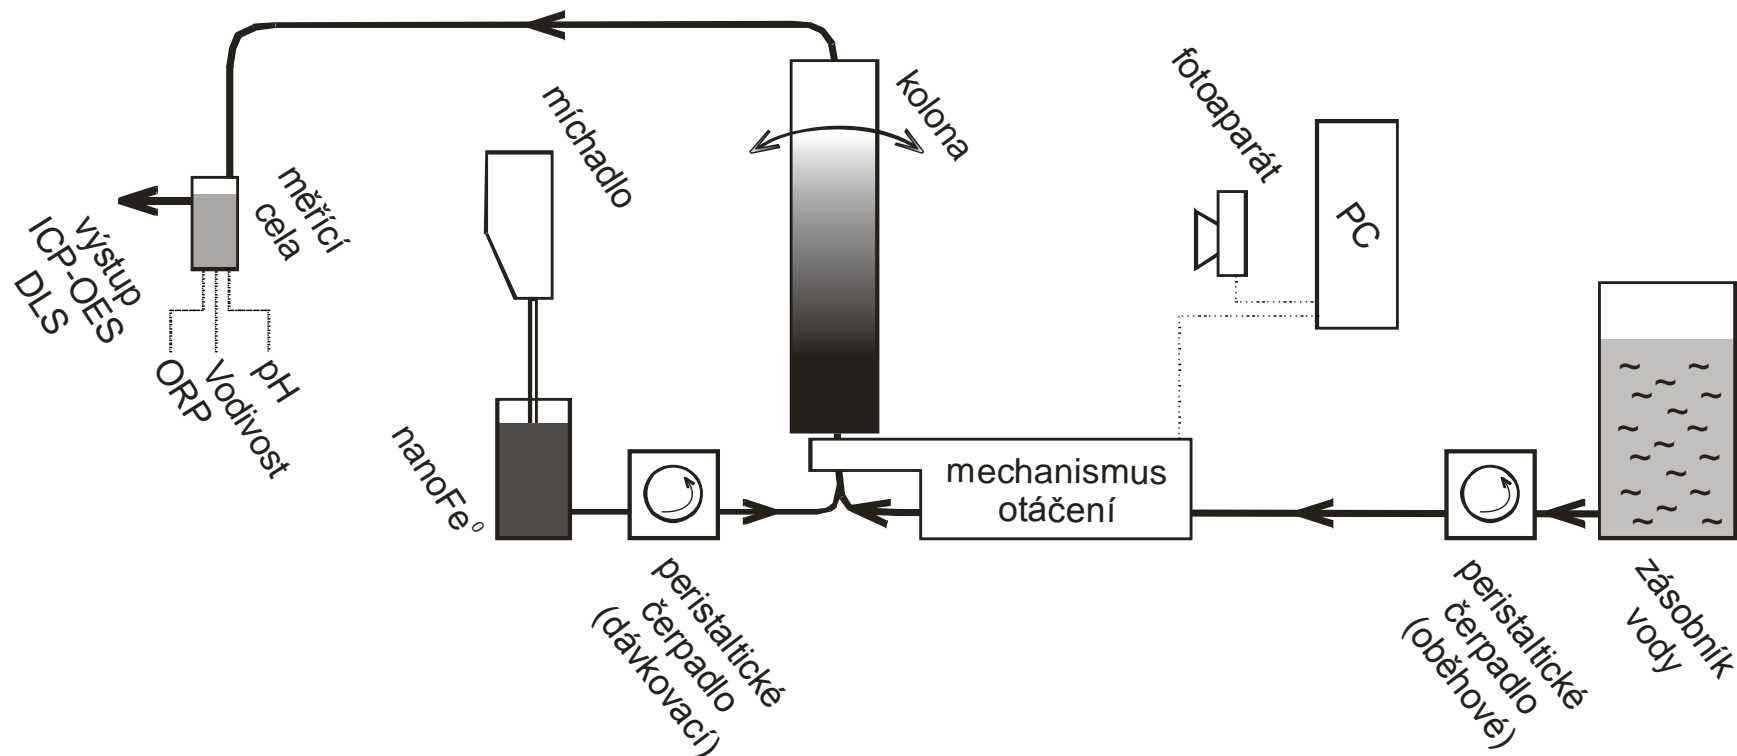 míchadlo
kolona
fotoaparát
PC
měřící
cela
výstup
ICP-OES
DLS
ORP
Vodivost
pH
nanoFe⁰
mechanismus
otáčení
peristaltické
čerpadlo
(dávkovací)
peristaltické
čerpadlo
(oběhové)
zásobník
vody